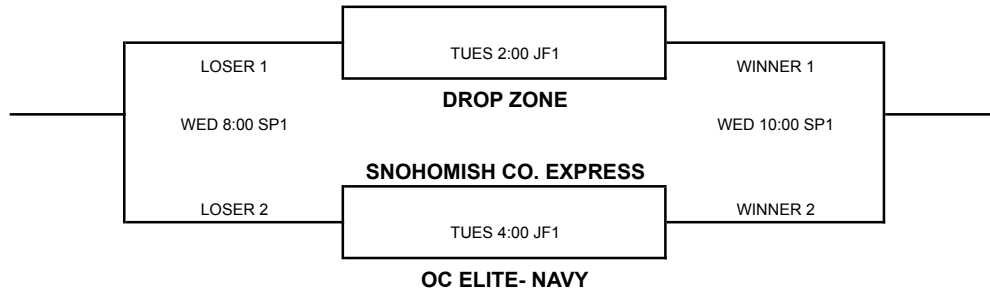 TUES 2:00 JF1
LOSER 1
WINNER 1
DROP ZONE
WED 8:00 SP1
WED 10:00 SP1
SNOHOMISH CO. EXPRESS
LOSER 2
WINNER 2
TUES 4:00 JF1
OC ELITE- NAVY